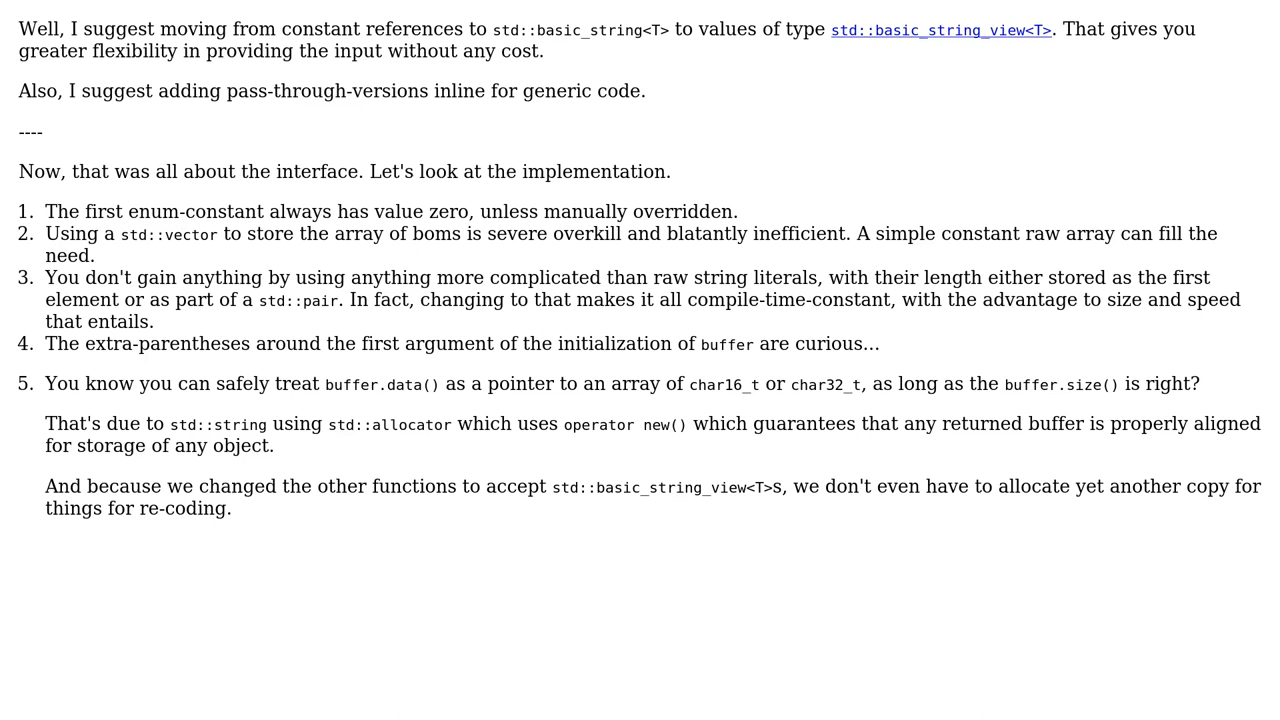 Well, I suggest moving from constant references to std::basic_string<T> to values of type std::basic_string_view<T>. That gives you
greater flexibility in providing the input without any cost.
Also, I suggest adding pass-through-versions inline for generic code.
----
Now, that was all about the interface. Let's look at the implementation.
1. The first enum-constant always has value zero, unless manually overridden.
2. Using a std::vector to store the array of boms is severe overkill and blatantly inefficient. A simple constant raw array can fill the
need.
3. You don't gain anything by using anything more complicated than raw string literals, with their length either stored as the first
element or as part of a std::pair. In fact, changing to that makes it all compile-time-constant, with the advantage to size and speed
that entails.
4. The extra-parentheses around the first argument of the initialization of buffer are curious...
5. You know you can safely treat buffer.data() as a pointer to an array of char16_t or char32_t, as long as the buffer.size() is right?
That's due to std::string using std::allocator which uses operator new() which guarantees that any returned buffer is properly aligned
for storage of any object.
And because we changed the other functions to accept std::basic_string_view<T>s, we don't even have to allocate yet another copy for
things for re-coding.